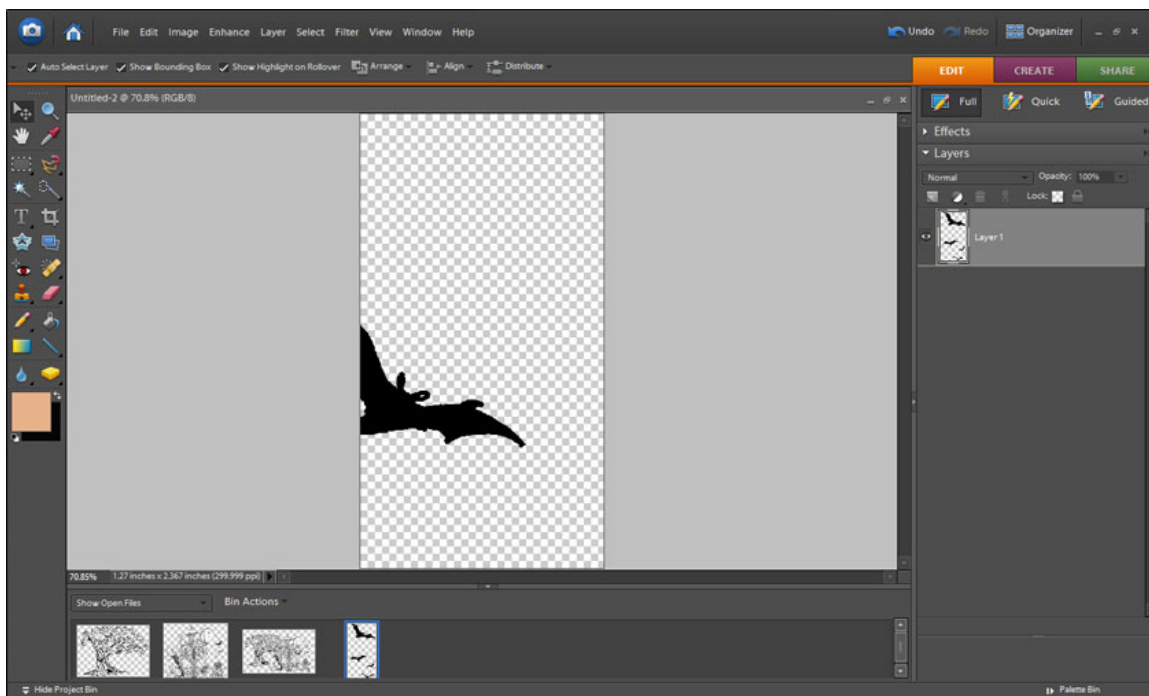 File Edit Image Enhance Layer Select Filter View Window Help Undo Redo Organizer
Auto Select Layer Show Bounding Box Show Highlight on Rollover Arrange Align Distribute EDIT CREATE SHARE
Untitled-2 @ 70.8% (RGB/8)
Full Quick Guided
Effects
Layers
Normal Opacity: 100%
Lock:
Layer 1
T
70.85% 1.27 inches x 2.367 inches (299.999 ppi)
Show Open Files Bin Actions
Hide Project Bin Palette Bin